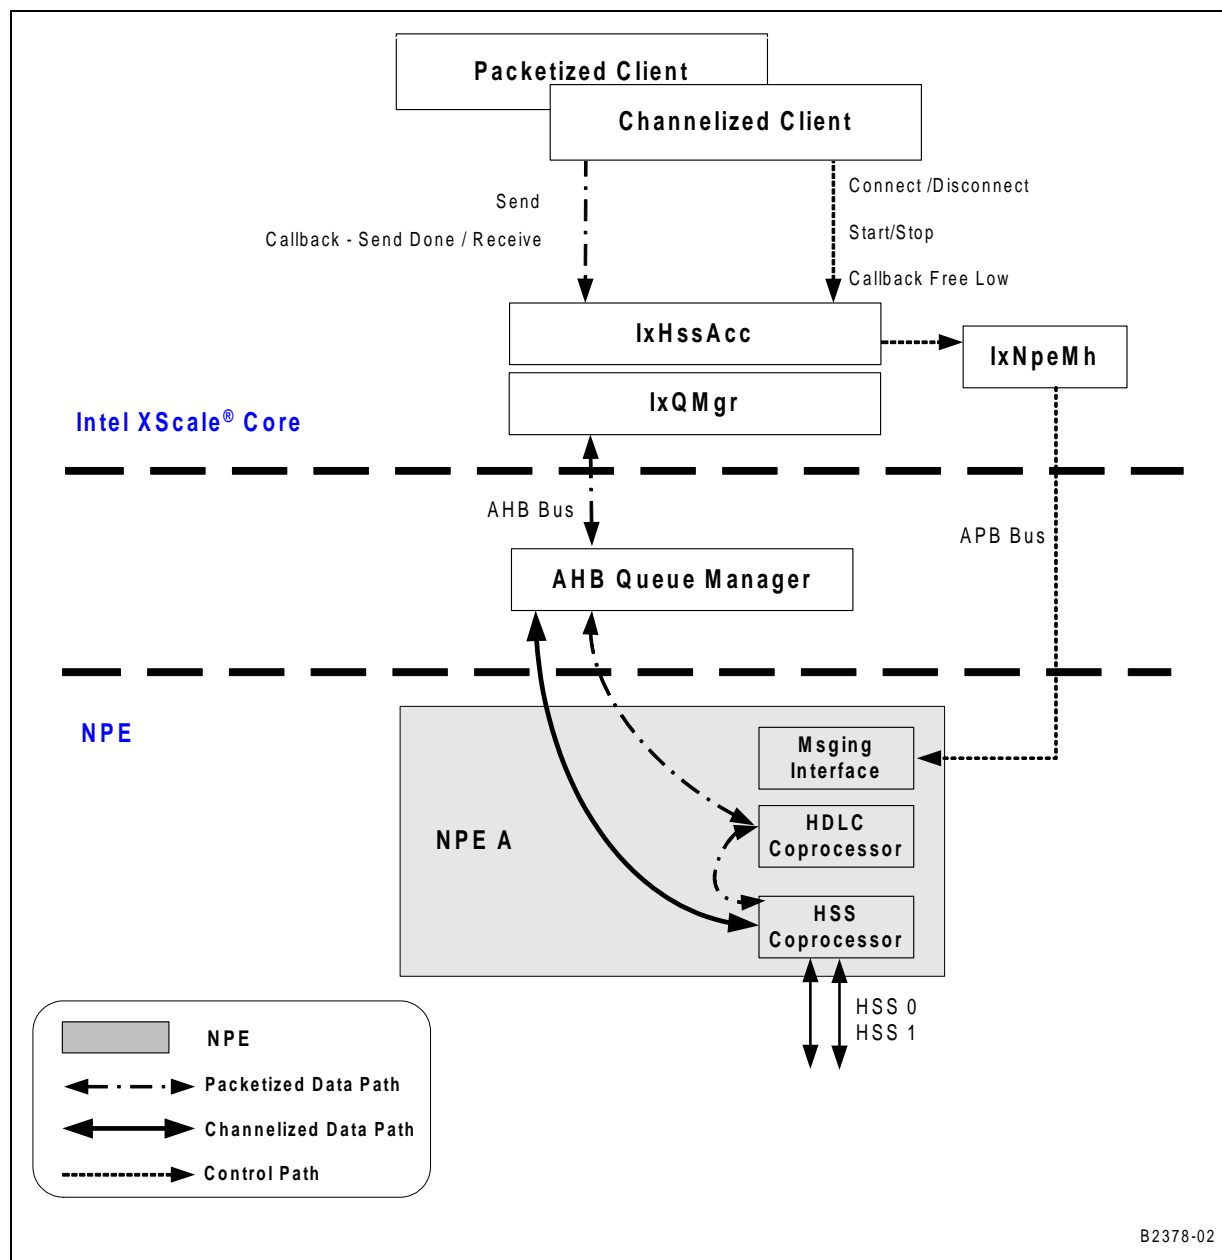 Packetized Client
Channelized Client
Send
Callback - Send Done / Receive
Connect /Disconnect
Start/Stop
Callback Free Low
IxHssAcc
IxNpeMh
IxQMgr
Intel XScale® Core
AHB Bus
APB Bus
AHB Queue Manager
NPE
Msging
Interface
HDLC
Coprocessor
NPE A
HSS
Coprocessor
HSS 0
HSS 1
NPE
Packetized Data Path
Channelized Data Path
Control Path
B2378-02